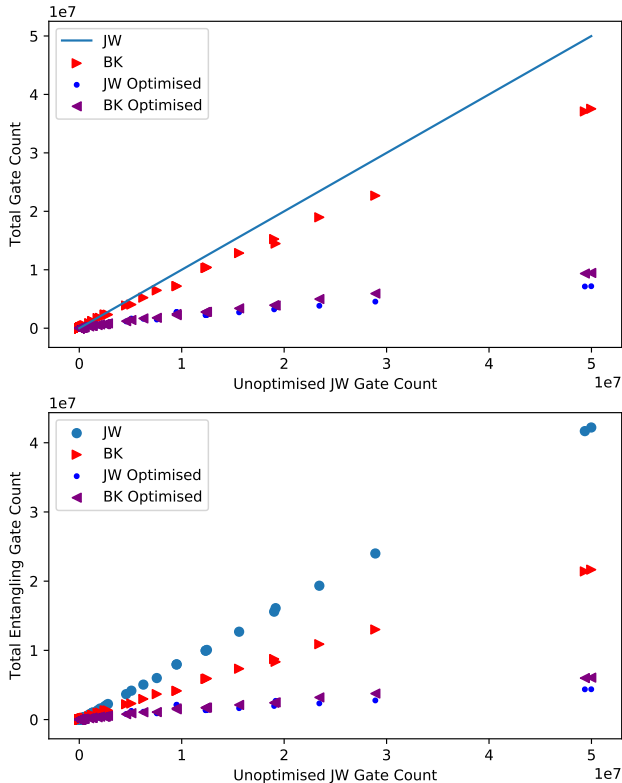 1e7
5
4
3
2
1
0
Total Gate Count
JW
BK
JW Optimised
BK Optimised
0 1 2 3 4 5
Unoptimised JW Gate Count
1e7
1e7
4
3
2
1
0
Total Entangling Gate Count
JW
BK
JW Optimised
BK Optimised
0 1 2 3 4 5
Unoptimised JW Gate Count
1e7